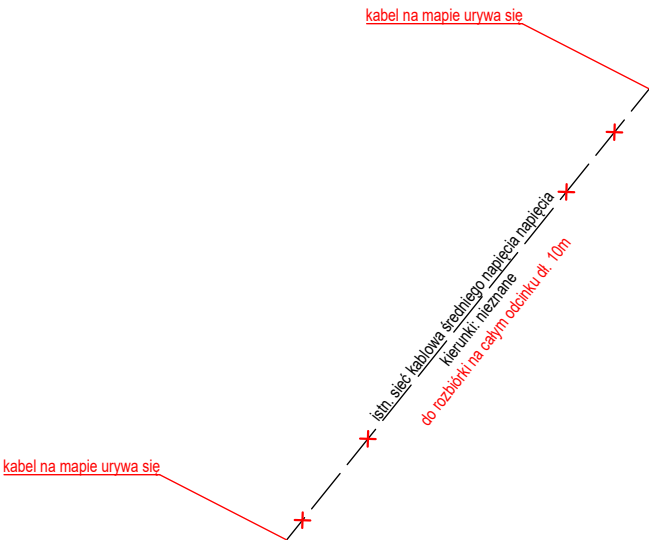 kabel na mapie urywa się
istn. sieć kablowa średniego napięcia napięcia
kierunki: nieznane
do rozbiórki na całym odcinku dł. 10m
kabel na mapie urywa się